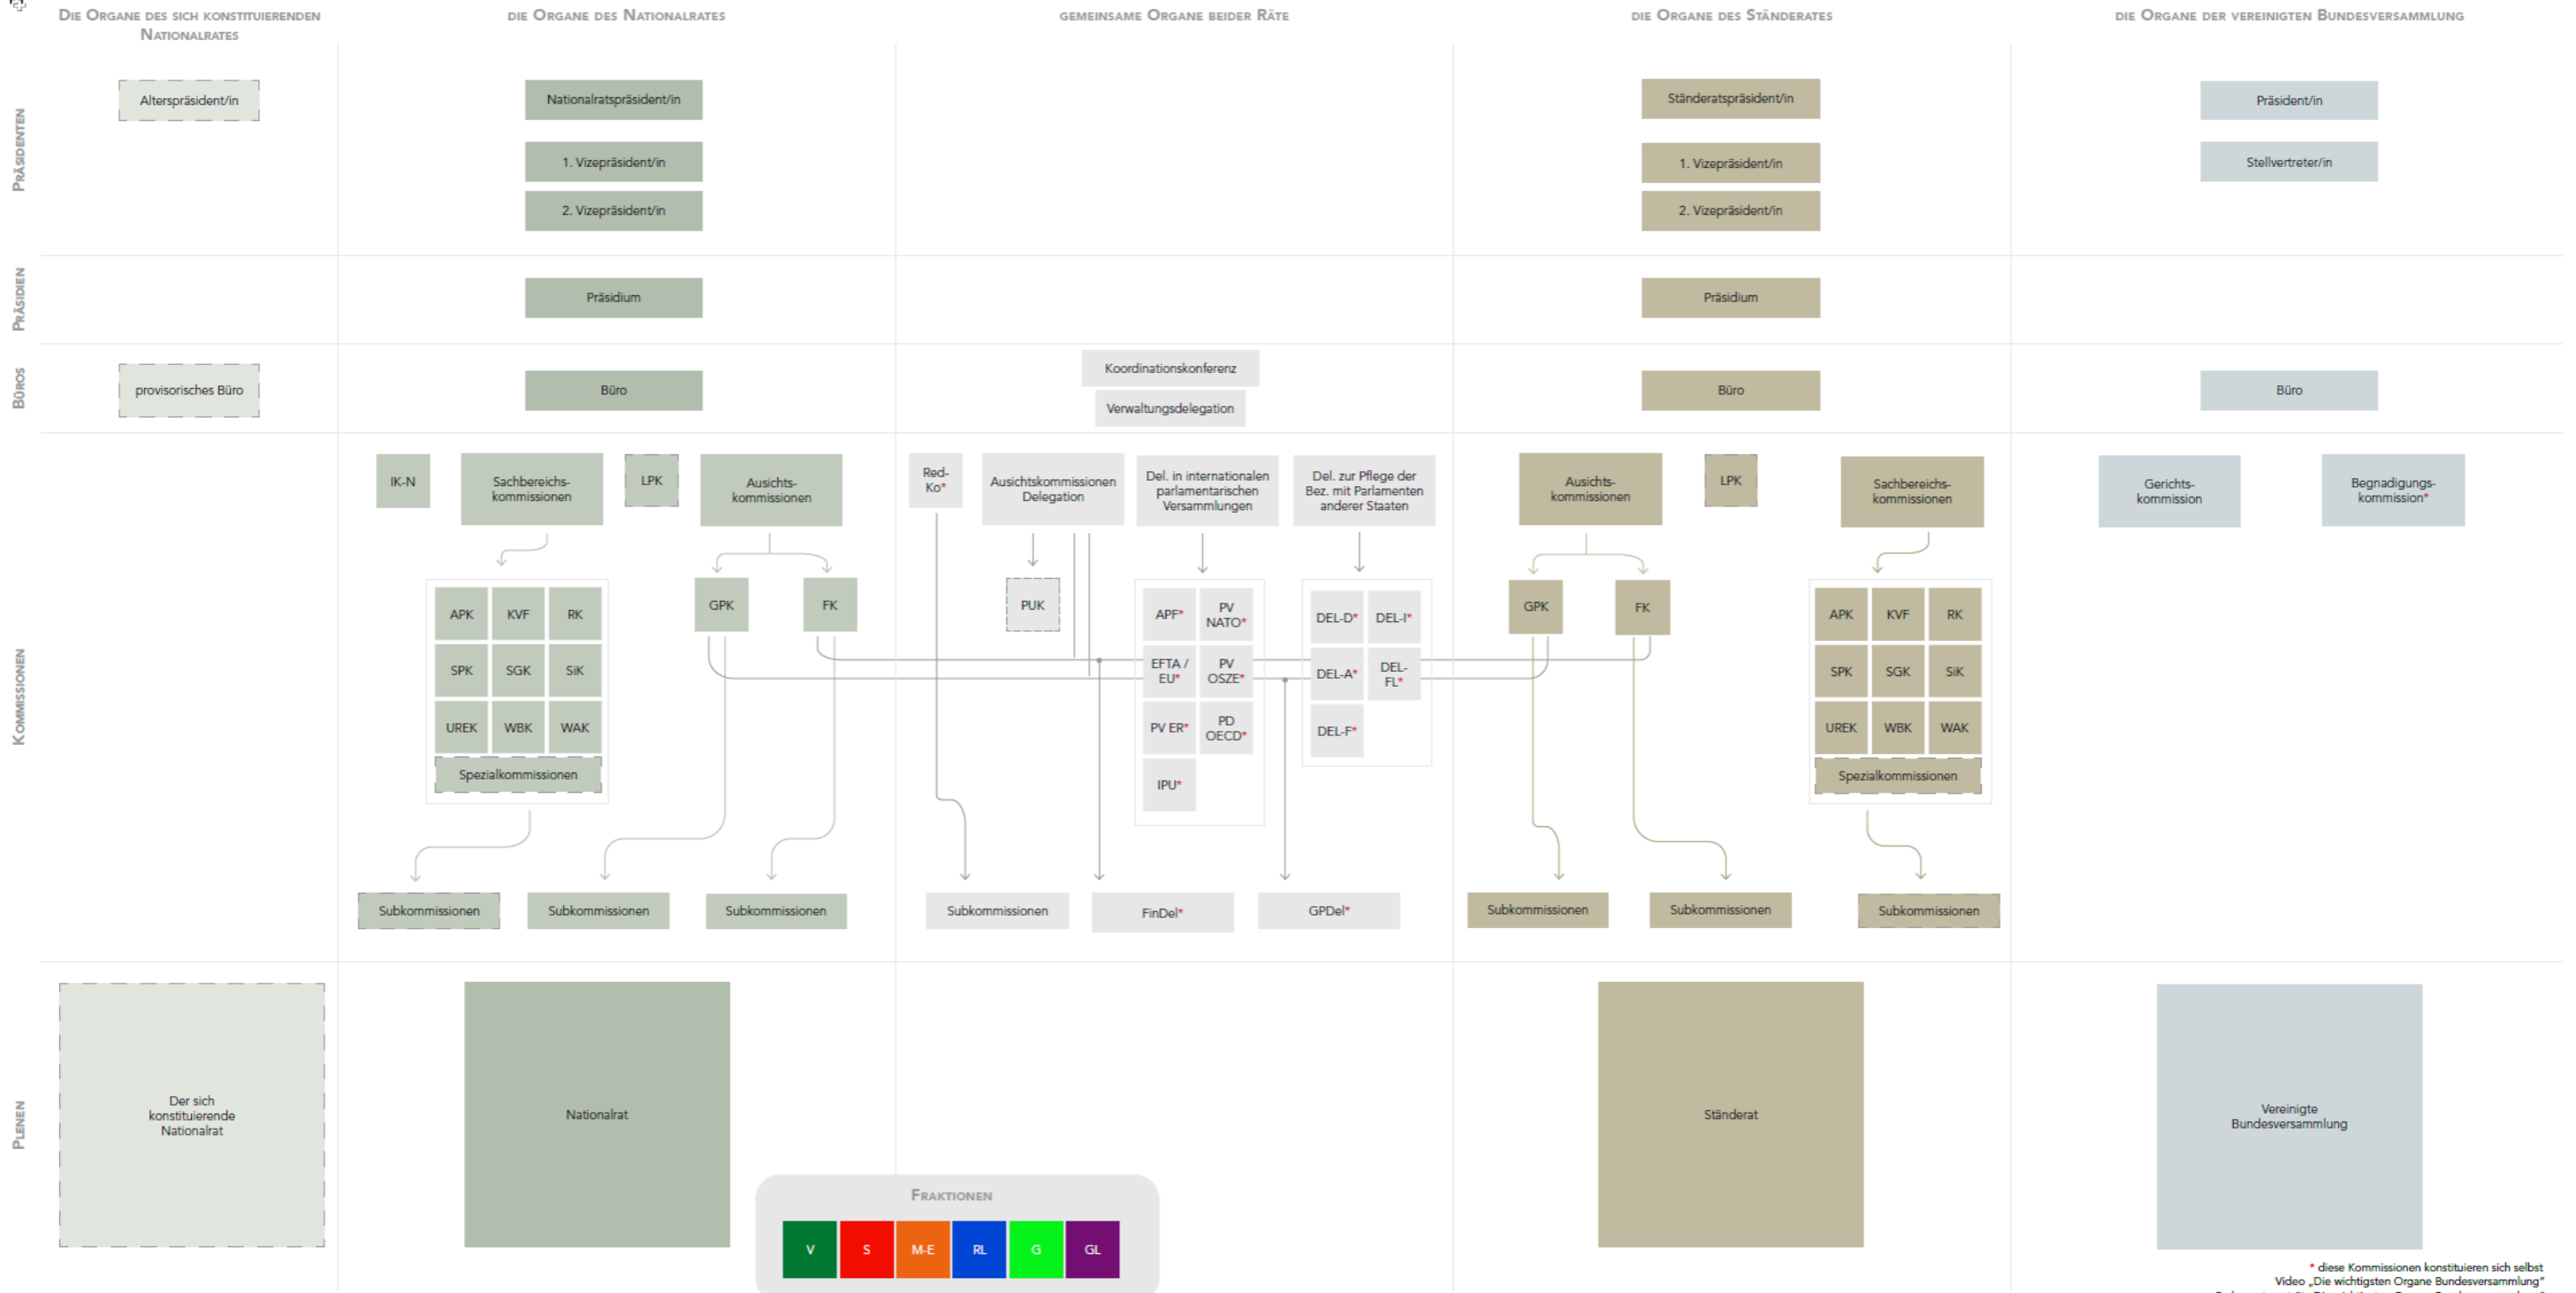 Die Organe des sich konstituierenden
Nationalrates
die Organe des Nationalrates
gemeinsame Organe beider Räte
die Organe des Ständerates
die Organe der vereinigten Bundesversammlung
Präsidenten
Alterspräsident/in
Nationalratspräsident/in
Ständeratspräsident/in
Präsident/in
1. Vizepräsident/in
1. Vizepräsident/in
Stellvertreter/in
2. Vizepräsident/in
2. Vizepräsident/in
Präsidien
Präsidium
Präsidium
Büros
provisorisches Büro
Büro
Koordinationskonferenz
Verwaltungsdelegation
Büro
Büro
Kommissionen
IK-N
Sachbereichs-
kommissionen
LPK
Ausichts-
kommissionen
Red-
Ko*
Ausichtskommissionen
Delegation
Del. in internationalen
parlamentarischen
Versammlungen
Del. zur Pflege der
Bez. mit Parlamenten
anderer Staaten
Ausichts-
kommissionen
LPK
Sachbereichs-
kommissionen
Gerichts-
kommission
Begnadigungs-
kommission*
APK
KVF
RK
SPK
SGK
SiK
UREK
WBK
WAK
Spezialkommissionen
GPK
FK
PUK
APF*
PV
NATO*
EFTA /
EU*
PV
OSZE*
PV ER*
PD
OECD*
IPU*
DEL-D*
DEL-I*
DEL-A*
DEL-
FL*
DEL-F*
GPK
FK
APK
KVF
RK
SPK
SGK
SiK
UREK
WBK
WAK
Spezialkommissionen
Subkommissionen
Subkommissionen
Subkommissionen
Subkommissionen
FinDel*
GPDel*
Subkommissionen
Subkommissionen
Subkommissionen
Plenen
Der sich
konstituierende
Nationalrat
Nationalrat
Ständerat
Vereinigte
Bundesversammlung
Fraktionen
V
S
M-E
RL
G
GL
* diese Kommissionen konstituieren sich selbst
Video „Die wichtigsten Organe Bundesversammlung"